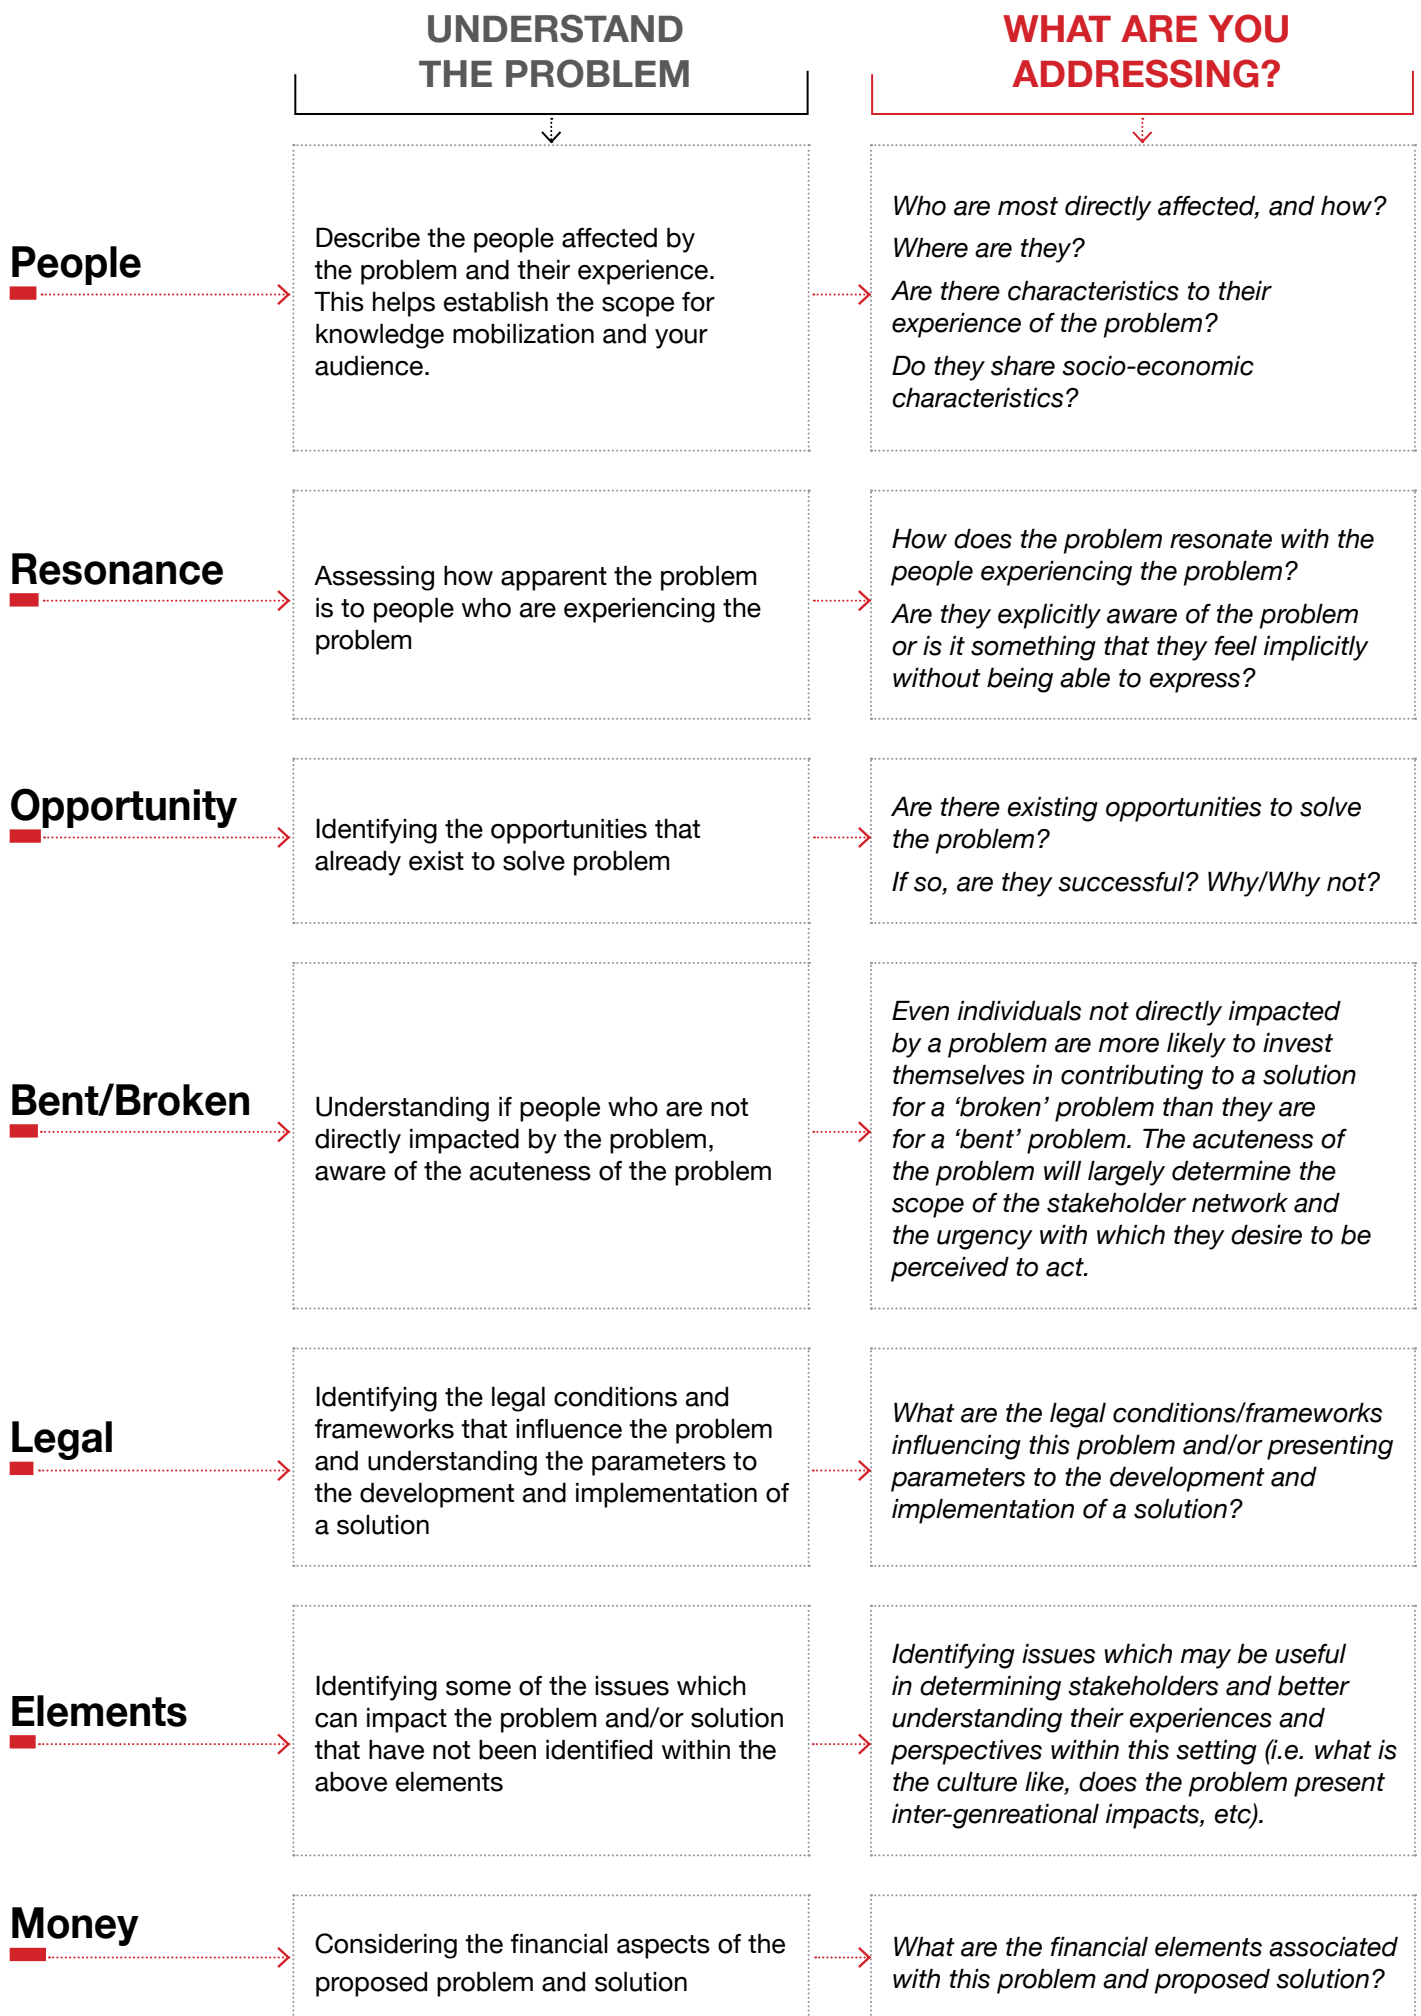 UNDERSTAND
THE PROBLEM
WHAT ARE YOU
ADDRESSING?
People
Describe the people affected by
the problem and their experience.
This helps establish the scope for
knowledge mobilization and your
audience.
Who are most directly affected, and how?
Where are they?
Are there characteristics to their
experience of the problem?
Do they share socio-economic
characteristics?
Resonance
Assessing how apparent the problem
is to people who are experiencing the
problem
How does the problem resonate with the
people experiencing the problem?
Are they explicitly aware of the problem
or is it something that they feel implicitly
without being able to express?
Opportunity
Identifying the opportunities that
already exist to solve problem
Are there existing opportunities to solve
the problem?
If so, are they successful? Why/Why not?
Bent/Broken
Understanding if people who are not
directly impacted by the problem,
aware of the acuteness of the problem
Even individuals not directly impacted
by a problem are more likely to invest
themselves in contributing to a solution
for a ‘broken’ problem than they are
for a ‘bent’ problem. The acuteness of
the problem will largely determine the
scope of the stakeholder network and
the urgency with which they desire to be
perceived to act.
Legal
Identifying the legal conditions and
frameworks that influence the problem
and understanding the parameters to
the development and implementation of
a solution
What are the legal conditions/frameworks
influencing this problem and/or presenting
parameters to the development and
implementation of a solution?
Elements
Identifying some of the issues which
can impact the problem and/or solution
that have not been identified within the
above elements
Identifying issues which may be useful
in determining stakeholders and better
understanding their experiences and
perspectives within this setting (i.e. what is
the culture like, does the problem present
inter-genreational impacts, etc).
Money
Considering the financial aspects of the
proposed problem and solution
What are the financial elements associated
with this problem and proposed solution?